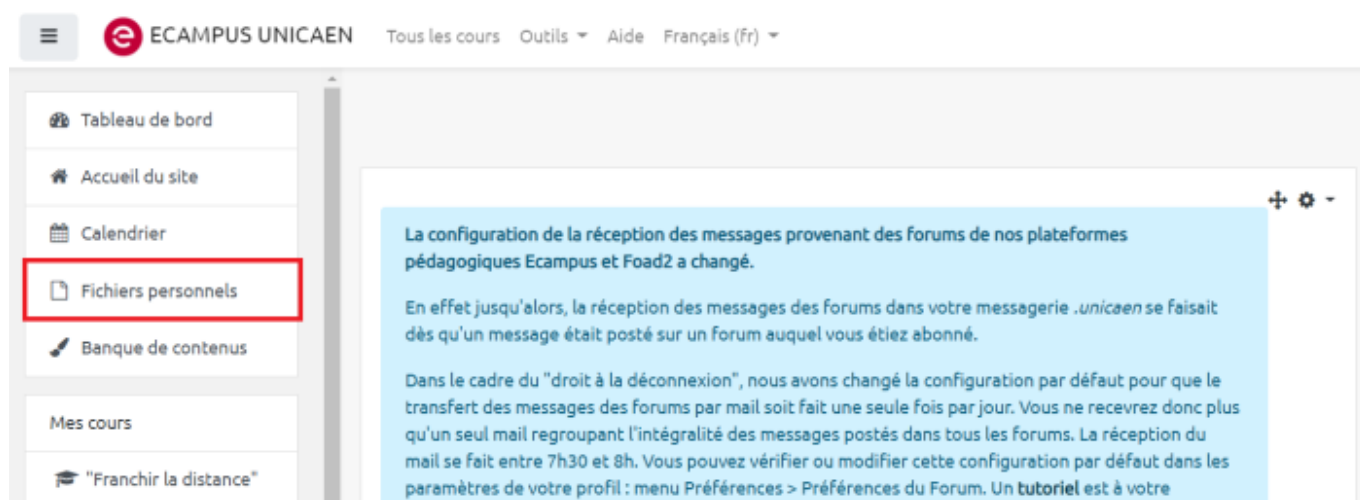 ECAMPUS UNICAEN Tous les cours Outils Aide Français (fr)
Tableau de bord
Accueil du site
Calendrier
Fichiers personnels
Banque de contenus
Mes cours
"Franchir la distance"
La configuration de la réception des messages provenant des forums de nos plateformes
pédagogiques Ecampus et Foad2 a changé.
En effet jusqu'alors, la réception des messages des forums dans votre messagerie .unicaen se faisait
dès qu'un message était posté sur un forum auquel vous étiez abonné.
Dans le cadre du "droit à la déconnexion", nous avons changé la configuration par défaut pour que le
transfert des messages des forums par mail soit fait une seule fois par jour. Vous ne recevrez donc plus
qu'un seul mail regroupant l'intégralité des messages postés dans tous les forums. La réception du
mail se fait entre 7h30 et 8h. Vous pouvez vérifier ou modifier cette configuration par défaut dans les
paramètres de votre profil : menu Préférences > Préférences du Forum. Un tutoriel est à votre